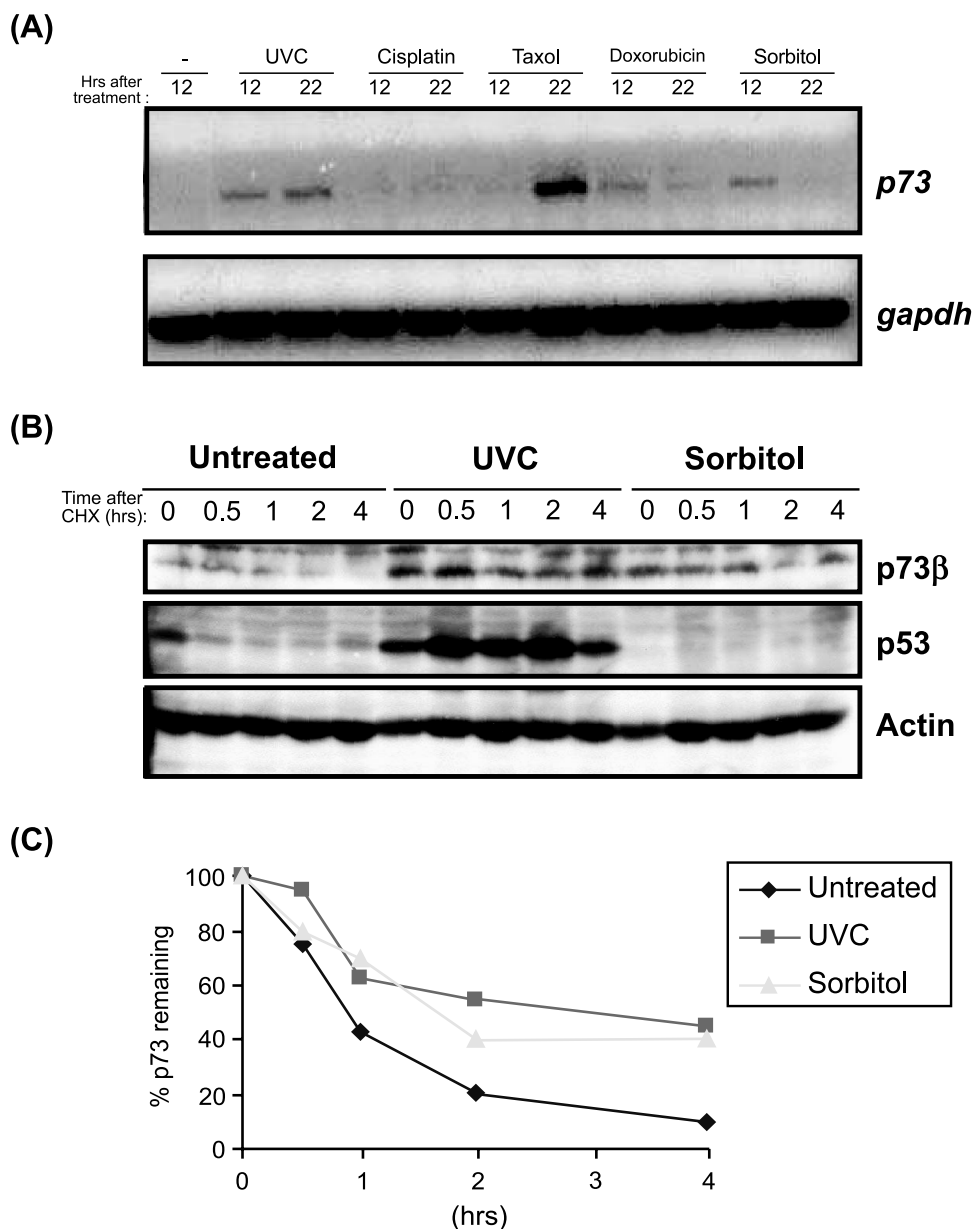 (A)
- UVC Cisplatin Taxol Doxorubicin Sorbitol
Hrs after treatment : 12 12 22 12 22 12 22 12 22 12 22
p73
gapdh
(B)
Untreated UVC Sorbitol
Time after CHX (hrs): 0 0.5 1 2 4 0 0.5 1 2 4 0 0.5 1 2 4
p73β
p53
Actin
(C)
% p73 remaining
100
80
60
40
20
0
0 1 2 3 4
(hrs)
Untreated
UVC
Sorbitol